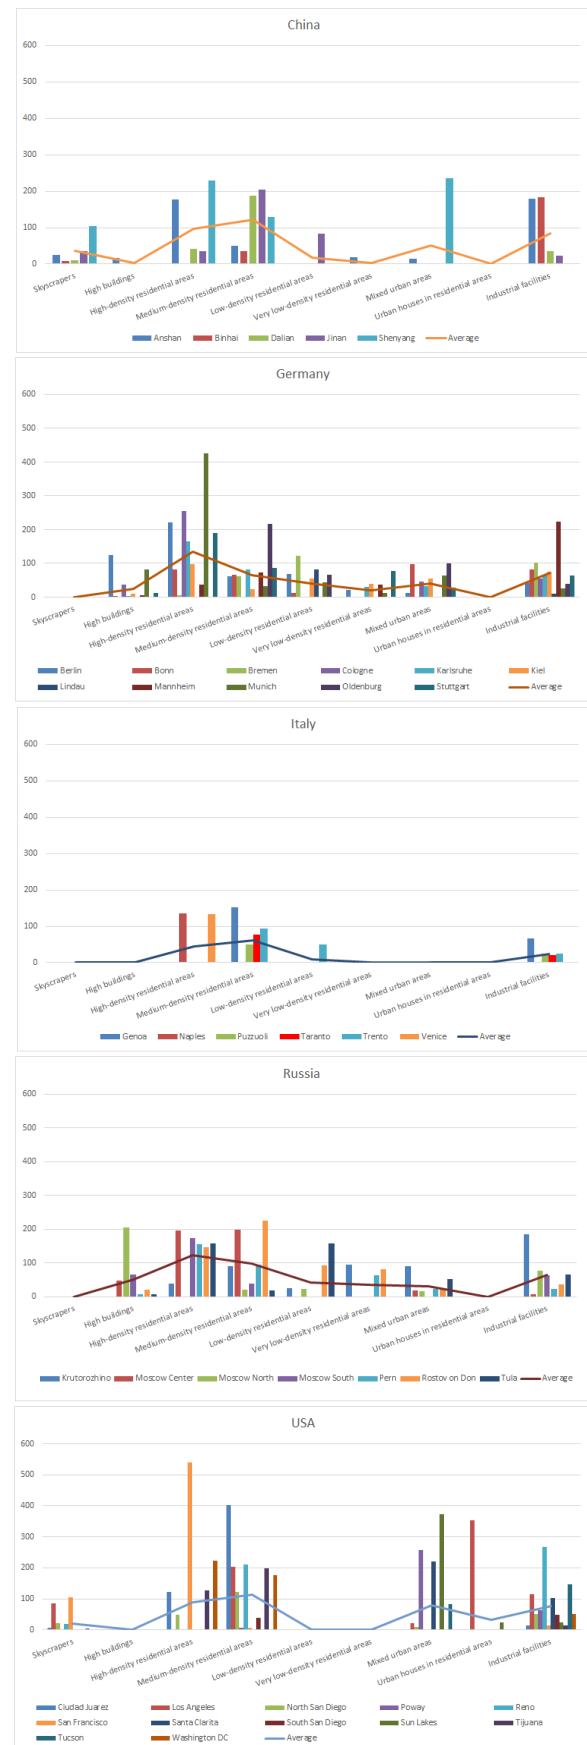 China
600
500
400
300
200
100
0
Skyscrapers
High buildings
High-density residential areas
Medium-density residential areas
Low-density residential areas
Very low-density residential areas
Mixed urban areas
Urban houses in residential areas
Industrial facilities
Anshan Binhai Dalian Jinan Shenyang Average
Germany
600
500
400
300
200
100
0
Skyscrapers
High buildings
High-density residential areas
Medium-density residential areas
Low-density residential areas
Very low-density residential areas
Mixed urban areas
Urban houses in residential areas
Industrial facilities
Berlin Bonn Bremen Cologne Karlsruhe Kiel
Lindau Mannheim Munich Oldenburg Stuttgart Average
Italy
600
500
400
300
200
100
0
Skyscrapers
High buildings
High-density residential areas
Medium-density residential areas
Low-density residential areas
Very low-density residential areas
Mixed urban areas
Urban houses in residential areas
Industrial facilities
Genoa Naples Puzzuoli Taranto Trento Venice Average
Russia
600
500
400
300
200
100
0
Skyscrapers
High buildings
High-density residential areas
Medium-density residential areas
Low-density residential areas
Very low-density residential areas
Mixed urban areas
Urban houses in residential areas
Industrial facilities
Krutorozhino Moscow Center Moscow North Moscow South Pern Rostov on Don Tula Average
USA
600
500
400
300
200
100
0
Skyscrapers
High buildings
High-density residential areas
Medium-density residential areas
Low-density residential areas
Very low-density residential areas
Mixed urban areas
Urban houses in residential areas
Industrial facilities
Ciudad Juarez Los Angeles North San Diego Poway Reno
San Francisco Santa Clarita South San Diego Sun Lakes Tijuana
Tucson Washington DC Average